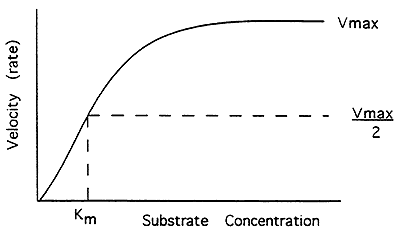 Vmax
Velocity (rate)
Vmax
2
Km
Substrate Concentration